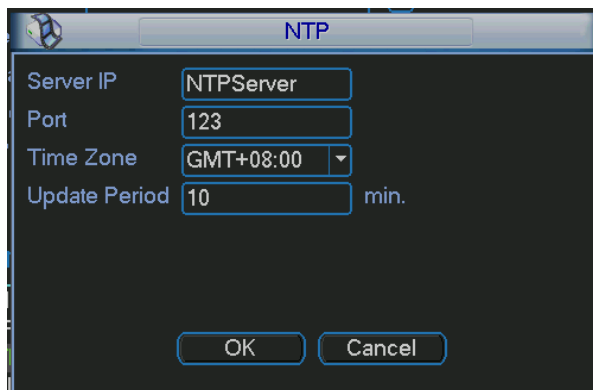 NTP
Server IP NTPServer
Port 123
Time Zone GMT+08:00
Update Period 10 min.
OK Cancel